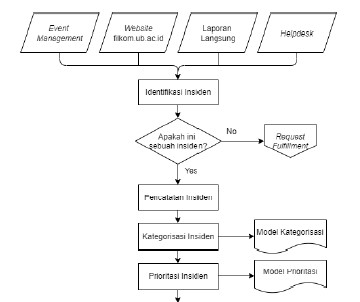 Event
Management
Website
filkom.ub.ac.id
Laporan
Langsung
Helpdesk
Identifikasi Insiden
Apakah ini
sebuah insiden?
No
Request
Fulfillment
Yes
Pencatatan Insiden
Kategorisasi Insiden
Model Kategorisasi
Prioritasi Insiden
Model Prioritasi